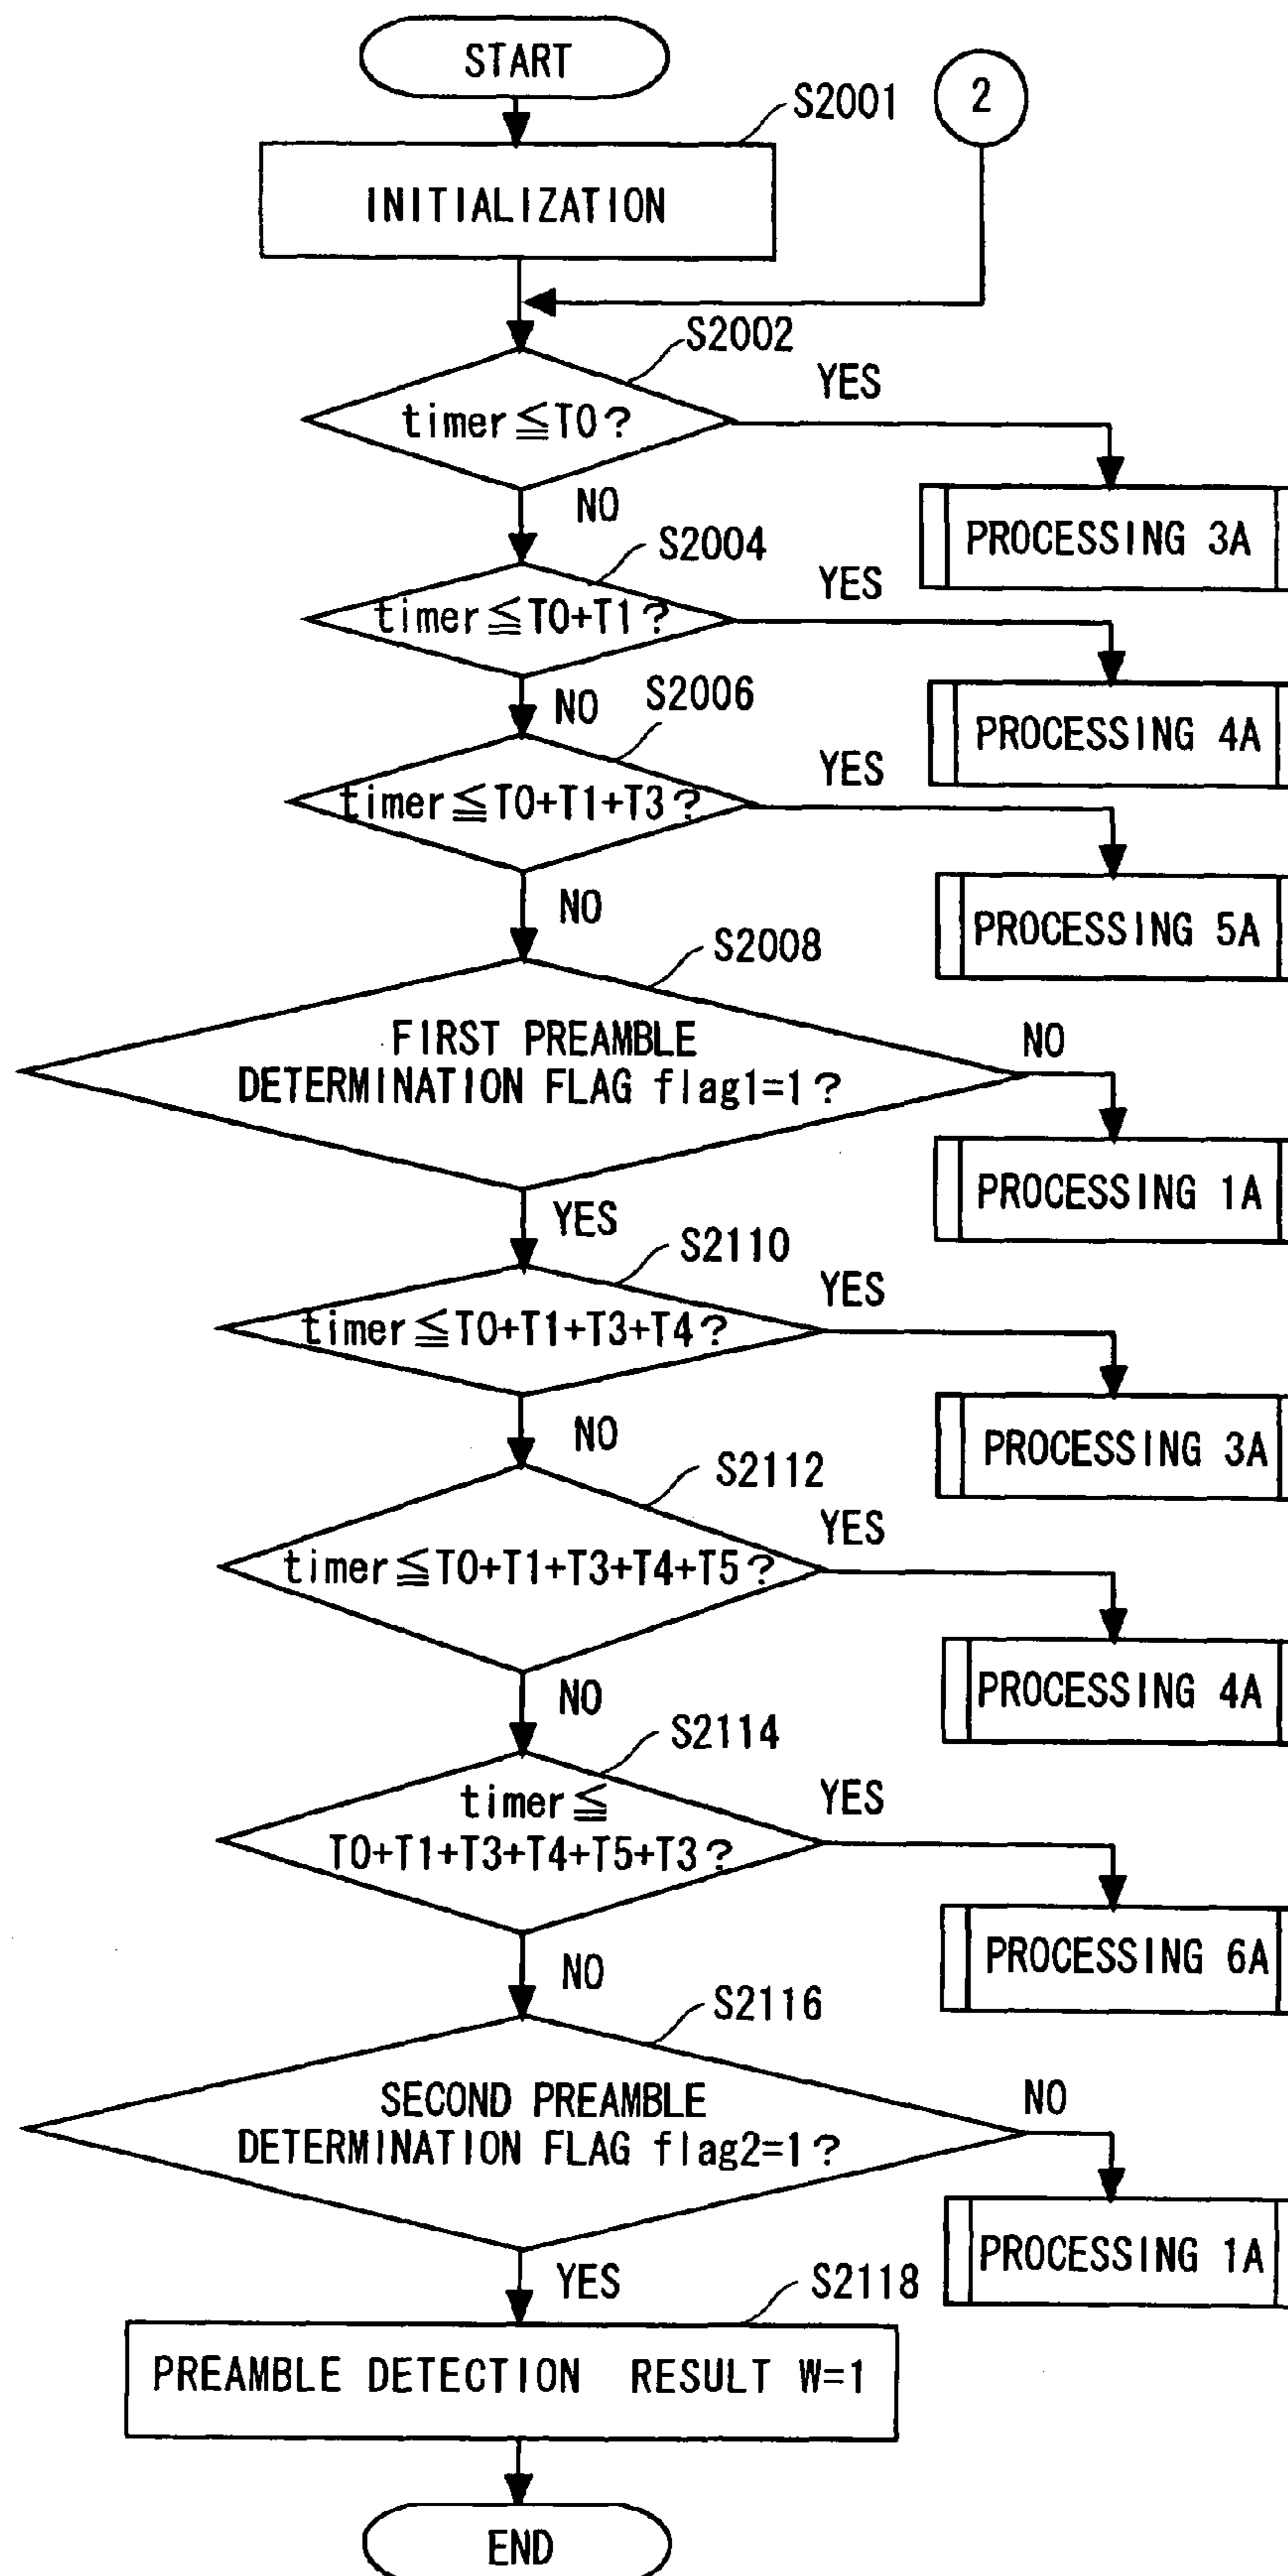 START
S2001
2
INITIALIZATION
S2002
YES
timer≦T0?
NO
PROCESSING 3A
S2004
YES
timer≦T0+T1?
NO
S2006
PROCESSING 4A
YES
timer≦T0+T1+T3?
NO
PROCESSING 5A
S2008
FIRST PREAMBLE
DETERMINATION FLAG flag1=1?
NO
PROCESSING 1A
YES
S2110
YES
timer≦T0+T1+T3+T4?
NO
PROCESSING 3A
S2112
YES
timer≦T0+T1+T3+T4+T5?
NO
PROCESSING 4A
S2114
timer≦
T0+T1+T3+T4+T5+T3?
YES
NO
PROCESSING 6A
S2116
SECOND PREAMBLE
DETERMINATION FLAG flag2=1?
NO
PROCESSING 1A
YES
S2118
PREAMBLE DETECTION RESULT W=1
END